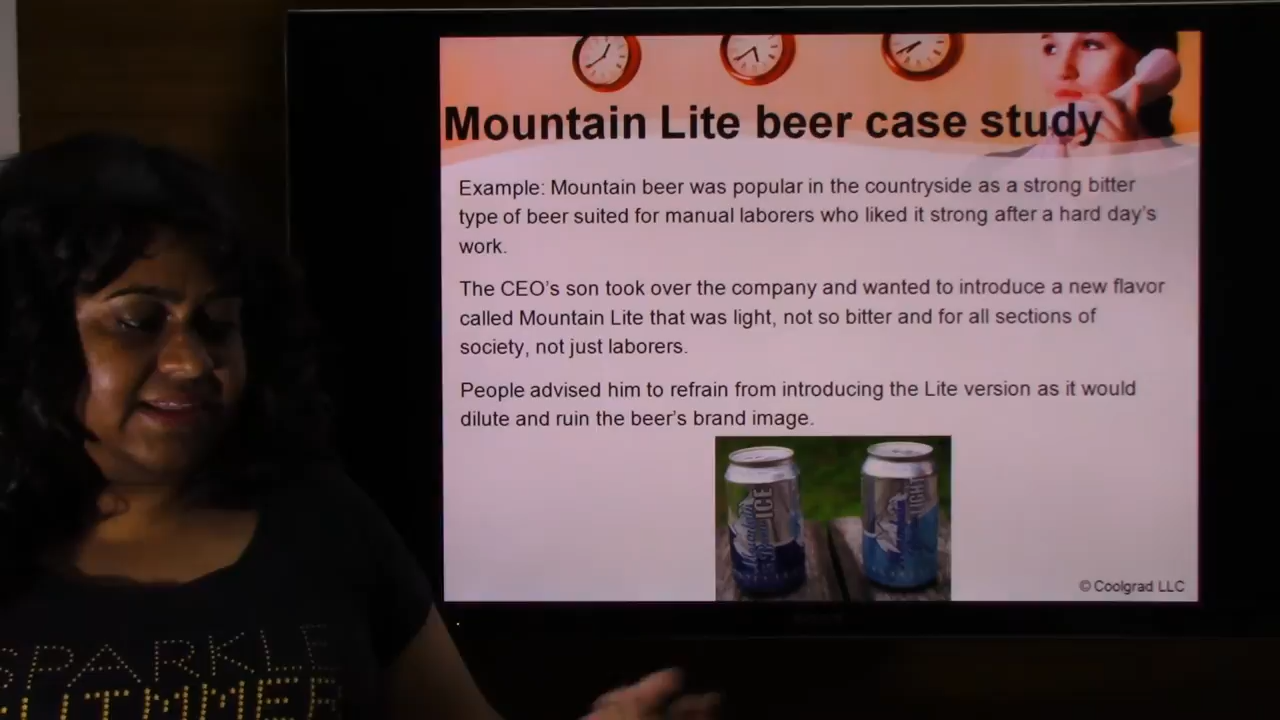 Mountain Lite beer case study
Example: Mountain beer was popular in the countryside as a strong bitter
type of beer suited for manual laborers who liked it strong after a hard day's
work.
The CEO's son took over the company and wanted to introduce a new flavor
called Mountain Lite that was light, not so bitter and for all sections of
society, not just laborers.
People advised him to refrain from introducing the Lite version as it would
dilute and ruin the beer's brand image.
ICE
LIGHT
© Coolgrad LLC
SPARKLE